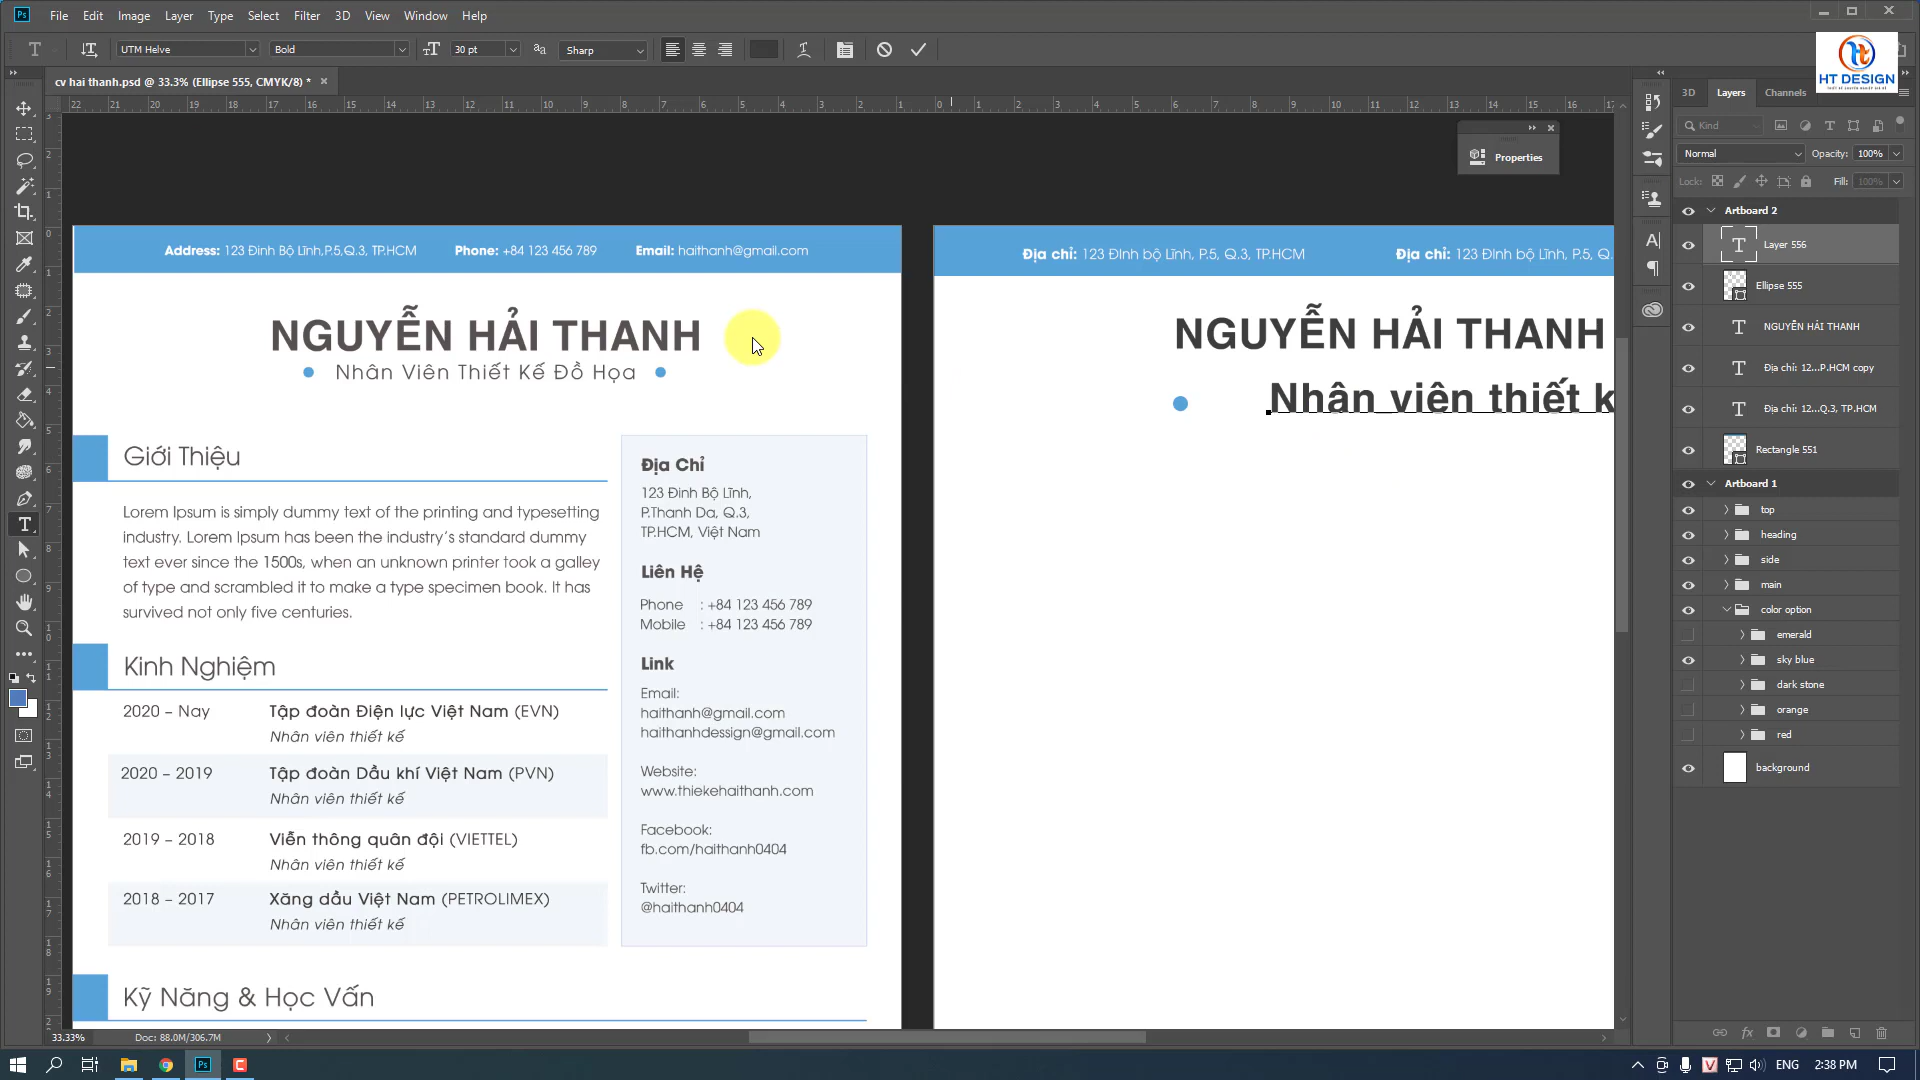 File Edit Image Layer Type Select Filter 3D View Window Help
UTM Helve Bold 30 pt Sharp
HT DESIGN
cv hai thanh.psd @ 33.3% (Ellipse 555, CMYK/8) *
Properties
Address: 123 Đinh Bộ Lĩnh,P.5,Q.3, TP.HCM Phone: +84 123 456 789 Email: haithanh@gmail.com
NGUYỄN HẢI THANH
Nhân Viên Thiết Kế Đồ Họa
Giới Thiệu
Lorem Ipsum is simply dummy text of the printing and typesetting
industry. Lorem Ipsum has been the industry's standard dummy
text ever since the 1500s, when an unknown printer took a galley
of type and scrambled it to make a type specimen book. It has
survived not only five centuries.
Kinh Nghiệm
2020 – Nay Tập đoàn Điện lực Việt Nam (EVN)
Nhân viên thiết kế
2020 – 2019 Tập đoàn Dầu khí Việt Nam (PVN)
Nhân viên thiết kế
2019 – 2018 Viễn thông quân đội (VIETTEL)
Nhân viên thiết kế
2018 – 2017 Xăng dầu Việt Nam (PETROLIMEX)
Nhân viên thiết kế
Kỹ Năng & Học Vấn
Địa Chỉ
123 Đinh Bộ Lĩnh,
P.Thanh Da, Q.3,
TP.HCM, Việt Nam
Liên Hệ
Phone : +84 123 456 789
Mobile : +84 123 456 789
Link
Email:
haithanh@gmail.com
haithanhdessign@gmail.com
Website:
www.thiekehaithanh.com
Facebook:
fb.com/haithanh0404
Twitter:
@haithanh0404
Địa chỉ: 123 Đinh bộ Lĩnh, P.5, Q.3, TP.HCM Địa chỉ: 123 Đinh bộ Lĩnh, P.5, Q.
NGUYỄN HẢI THANH
Nhân viên thiết k
3D Layers Channels
Kind
Normal Opacity: 100%
Lock: Fill: 100%
Artboard 2
Layer 556
Ellipse 555
NGUYỄN HẢI THANH
Địa chỉ: 12...P.HCM copy
Địa chỉ: 12...Q.3, TP.HCM
Rectangle 551
Artboard 1
top
heading
side
main
color option
emerald
sky blue
dark stone
orange
red
background
33.33% Doc: 88.0M/306.7M
ENG 2:38 PM